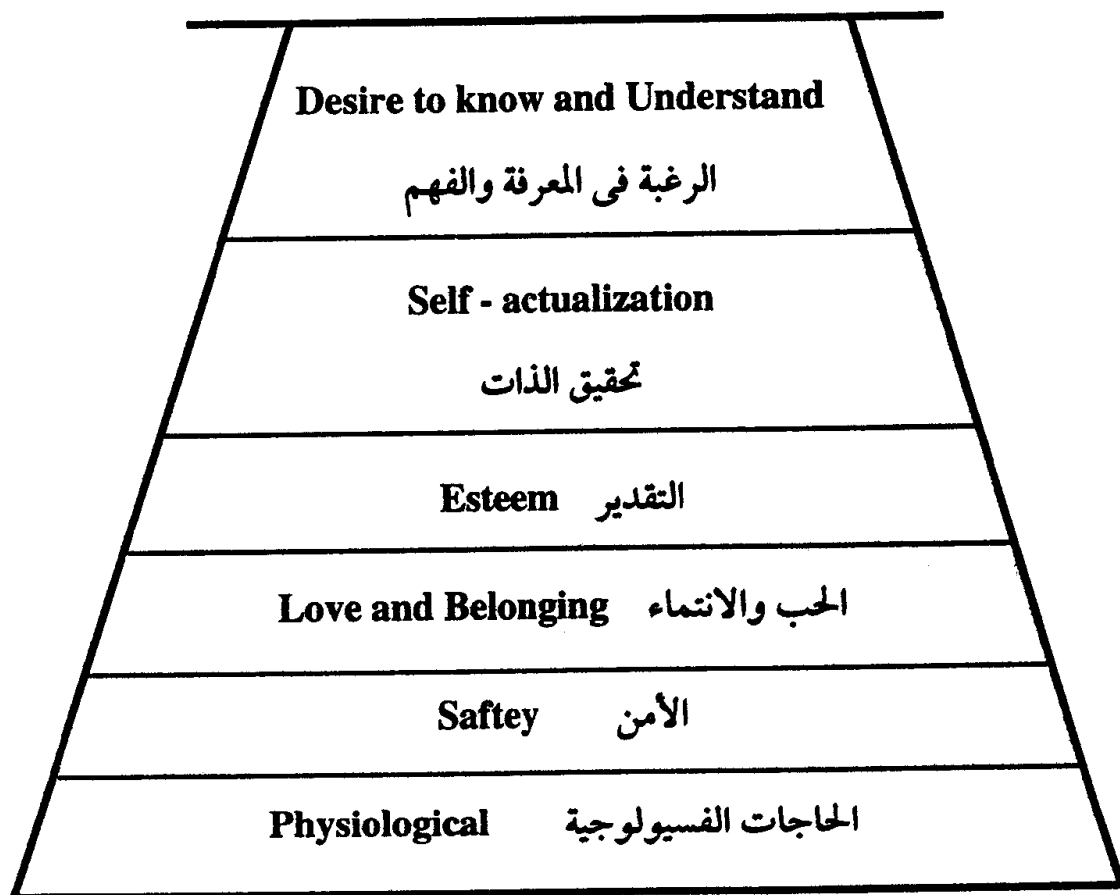 Desire to know and Understand
الرغبة فى المعرفة والفهم
Self - actualization
تحقيق الذات
Esteem التقدير
Love and Belonging الحب والانتماء
Saftey الأمن
Physiological الحاجات الفسيولوجية